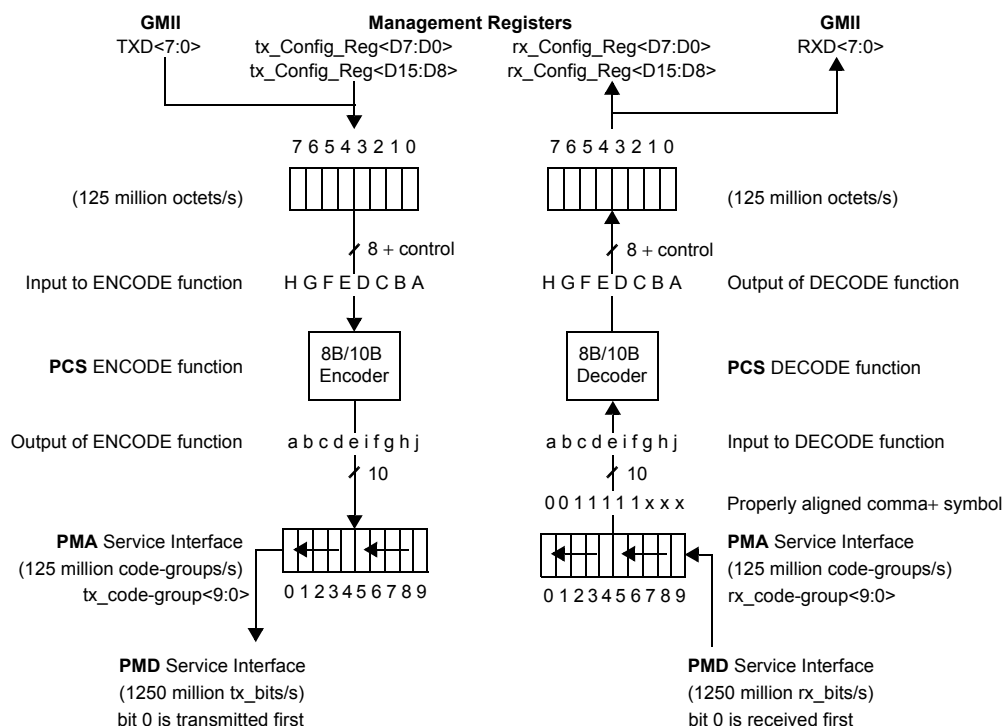 GMII Management Registers GMII
TXD<7:0> tx_Config_Reg<D7:D0> rx_Config_Reg<D7:D0> RXD<7:0>
tx_Config_Reg<D15:D8> rx_Config_Reg<D15:D8>
7 6 5 4 3 2 1 0 7 6 5 4 3 2 1 0
(125 million octets/s) (125 million octets/s)
8 + control 8 + control
Input to ENCODE function H G F E D C B A H G F E D C B A Output of DECODE function
8B/10B 8B/10B
PCS ENCODE function Encoder Decoder PCS DECODE function
Output of ENCODE function a b c d e i f g h j a b c d e i f g h j Input to DECODE function
10 10
0 0 1 1 1 1 1 x x x Properly aligned comma+ symbol
PMA Service Interface PMA Service Interface
(125 million code-groups/s) (125 million code-groups/s)
tx_code-group<9:0> 0 1 2 3 4 5 6 7 8 9 0 1 2 3 4 5 6 7 8 9 rx_code-group<9:0>
PMD Service Interface PMD Service Interface
(1250 million tx_bits/s) (1250 million rx_bits/s)
bit 0 is transmitted first bit 0 is received first